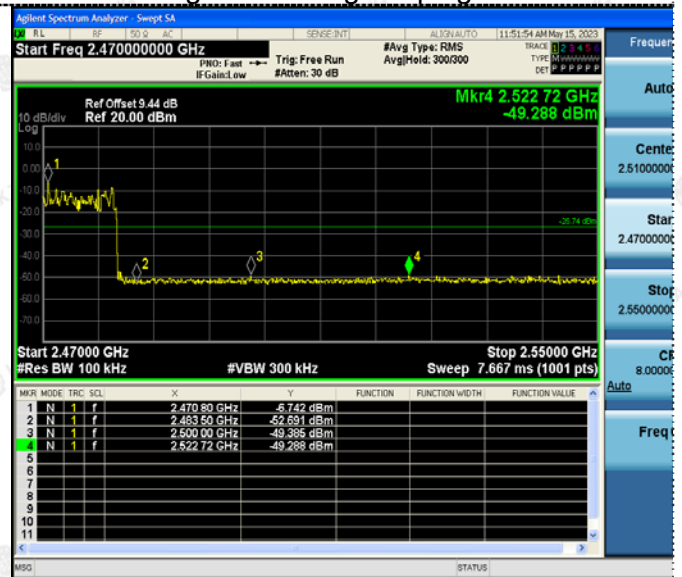 Agilent Spectrum Analyzer - Swept SA
RL RF 50 Ω AC SENSE:INT ALIGN AUTO 11:51:54 AM May 15, 2023
Start Freq 2.470000000 GHz #Avg Type: RMS TRACE 1 2 3 4 5 6
PNO: Fast Trig: Free Run Avg|Hold: 300/300 TYPE M
IFGain:Low #Atten: 30 dB DET P P P P P P
Ref Offset 9.44 dB Mkr4 2.522 72 GHz
10 dB/div Ref 20.00 dBm -49.288 dBm
Log
10.0
0.00 1
-10.0
-20.0
-26.74 dBm
-30.0
-40.0
2 3 4
-50.0
-60.0
-70.0
Start 2.47000 GHz Stop 2.55000 GHz
#Res BW 100 kHz #VBW 300 kHz Sweep 7.667 ms (1001 pts)
MKR MODE TRC SCL X Y FUNCTION FUNCTION WIDTH FUNCTION VALUE
1 N 1 f 2.470 80 GHz -6.742 dBm
2 N 1 f 2.483 50 GHz -52.691 dBm
3 N 1 f 2.500 00 GHz -49.385 dBm
4 N 1 f 2.522 72 GHz -49.288 dBm
5
6
7
8
9
10
11
MSG STATUS
Frequen
Auto
Cente
2.51000000
Star
2.47000000
Stop
2.55000000
CF
8.00000
Auto
Freq